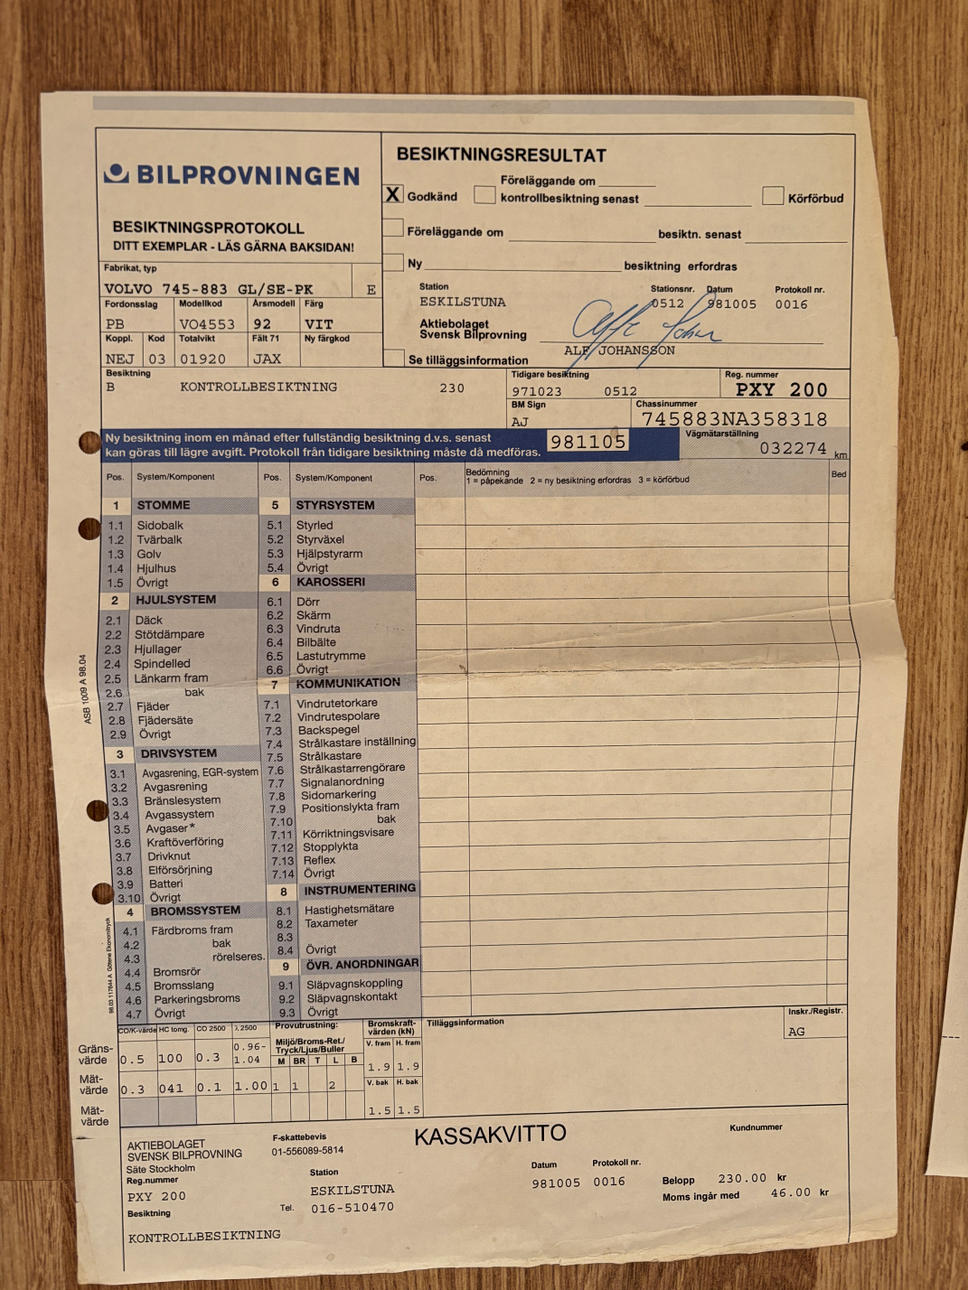 BILPROVNINGEN
BESIKTNINGSPROTOKOLL
DITT EXEMPLAR - LÄS GÄRNA BAKSIDAN!
BESIKTNINGSRESULTAT
X Godkänd
Föreläggande om
kontrollbesiktning senast
Körförbud
Föreläggande om besiktn. senast
Ny besiktning erfordras
Fabrikat, typ
VOLVO 745-883 GL/SE-PK E
Fordonsslag Modellkod Årsmodell Färg
PB VO4553 92 VIT
Koppl. Kod Totalvikt Fält 71 Ny färgkod
NEJ 03 01920 JAX
Station Stationsnr. Datum Protokoll nr.
ESKILSTUNA 0512 981005 0016
Aktiebolaget
Svensk Bilprovning
ALF JOHANSSON
Se tilläggsinformation
Besiktning
B KONTROLLBESIKTNING 230
Tidigare besiktning
971023 0512
Reg. nummer
PXY 200
BM Sign
AJ
Chassinummer
745883NA358318
Ny besiktning inom en månad efter fullständig besiktning d.v.s. senast
kan göras till lägre avgift. Protokoll från tidigare besiktning måste då medföras.
981105
Vägmätarställning
032274 km
Pos. System/Komponent Pos. System/Komponent Pos.
Bedömning
1 = påpekande 2 = ny besiktning erfordras 3 = körförbud
Bed
1 STOMME
1.1 Sidobalk
1.2 Tvärbalk
1.3 Golv
1.4 Hjulhus
1.5 Övrigt
2 HJULSYSTEM
2.1 Däck
2.2 Stötdämpare
2.3 Hjullager
2.4 Spindelled
2.5 Länkarm fram
2.6 bak
2.7 Fjäder
2.8 Fjädersäte
2.9 Övrigt
3 DRIVSYSTEM
3.1 Avgasrening, EGR-system
3.2 Avgasrening
3.3 Bränslesystem
3.4 Avgassystem
3.5 Avgaser*
3.6 Kraftöverföring
3.7 Drivknut
3.8 Elförsörjning
3.9 Batteri
3.10 Övrigt
4 BROMSSYSTEM
4.1 Färdbroms fram
4.2 bak
4.3 rörelseres.
4.4 Bromsrör
4.5 Bromsslang
4.6 Parkeringsbroms
4.7 Övrigt
5 STYRSYSTEM
5.1 Styrled
5.2 Styrväxel
5.3 Hjälpstyrarm
5.4 Övrigt
6 KAROSSERI
6.1 Dörr
6.2 Skärm
6.3 Vindruta
6.4 Bilbälte
6.5 Lastutrymme
6.6 Övrigt
7 KOMMUNIKATION
7.1 Vindrutetorkare
7.2 Vindrutespolare
7.3 Backspegel
7.4 Strålkastare inställning
7.5 Strålkastare
7.6 Strålkastarrengörare
7.7 Signalanordning
7.8 Sidomarkering
7.9 Positionslykta fram
7.10 bak
7.11 Körriktningsvisare
7.12 Stopplykta
7.13 Reflex
7.14 Övrigt
8 INSTRUMENTERING
8.1 Hastighetsmätare
8.2 Taxameter
8.3
8.4 Övrigt
9 ÖVR. ANORDNINGAR
9.1 Släpvagnskoppling
9.2 Släpvagnskontakt
9.3 Övrigt
ASB 1009 A 98.04
CO/K-värde HC tomg. CO 2500 λ 2500
Gränsvärde 0.5 100 0.3 0.96-1.04
Mätvärde 0.3 041 0.1 1.00
Mätvärde
Provutrustning:
Miljö/Broms-Ret./
Tryck/Ljus/Buller
M BR T L B
1 1 2
Bromskraft-
värden (kN)
V. fram H. fram
1.9 1.9
V. bak H. bak
1.5 1.5
Tilläggsinformation
Inskr./Registr.
AG
KASSAKVITTO
Kundnummer
AKTIEBOLAGET
SVENSK BILPROVNING
Säte Stockholm
Reg.nummer
PXY 200
Besiktning
KONTROLLBESIKTNING
F-skattebevis
01-556089-5814
Station
ESKILSTUNA
Tel. 016-510470
Datum Protokoll nr.
981005 0016
Belopp 230.00 kr
Moms ingår med 46.00 kr